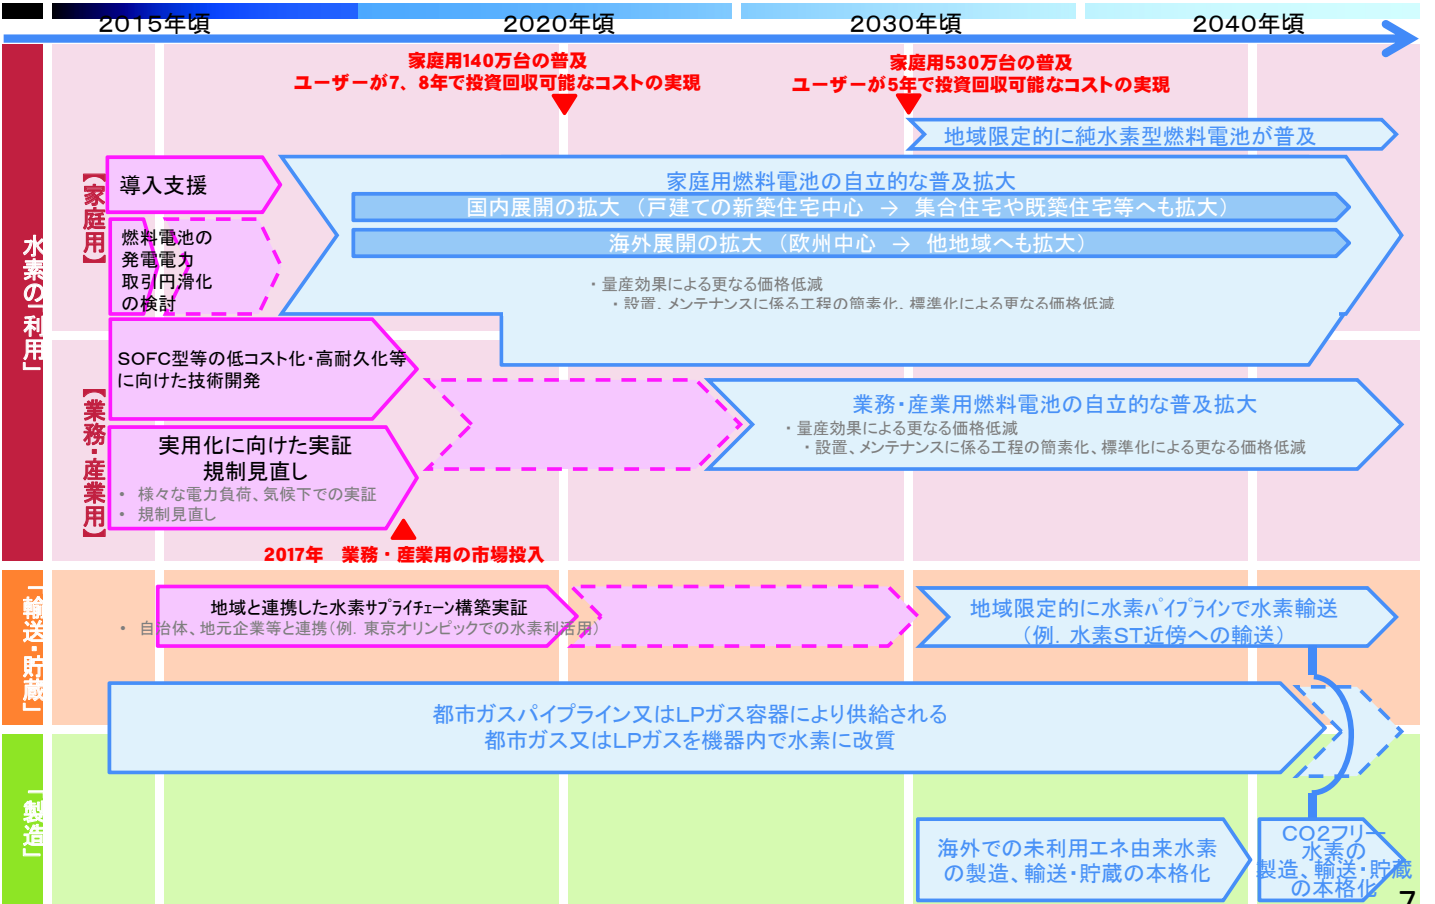 2015年頃
2020年頃
2030年頃
2040年頃
家庭用140万台の普及
ユーザーが7、8年で投資回収可能なコストの実現
家庭用530万台の普及
ユーザーが5年で投資回収可能なコストの実現
水素の「利用」
【家庭用】
地域限定的に純水素型燃料電池が普及
導入支援
家庭用燃料電池の自立的な普及拡大
国内展開の拡大（戸建ての新築住宅中心 → 集合住宅や既築住宅等へも拡大）
海外展開の拡大（欧州中心 → 他地域へも拡大）
燃料電池の
発電電力
取引円滑化
の検討
・量産効果による更なる価格低減
・設置、メンテナンスに係る工程の簡素化、標準化による更なる価格低減
SOFC型等の低コスト化・高耐久化等
に向けた技術開発
【業務・産業用】
業務・産業用燃料電池の自立的な普及拡大
・量産効果による更なる価格低減
・設置、メンテナンスに係る工程の簡素化、標準化による更なる価格低減
実用化に向けた実証
規制見直し
• 様々な電力負荷、気候下での実証
• 規制見直し
2017年　業務・産業用の市場投入
「輸送・貯蔵」
地域と連携した水素ｻﾌﾟﾗｲﾁｪｰﾝ構築実証
• 自治体、地元企業等と連携（例．東京オリンピックでの水素利活用）
地域限定的に水素ﾊﾟｲﾌﾟﾗｲﾝで水素輸送
（例．水素ST近傍への輸送）
都市ガスパイプライン又はLPガス容器により供給される
都市ガス又はLPガスを機器内で水素に改質
「製造」
海外での未利用エネ由来水素
の製造、輸送・貯蔵の本格化
CO2フリー
水素の
製造、輸送・貯蔵
の本格化
7